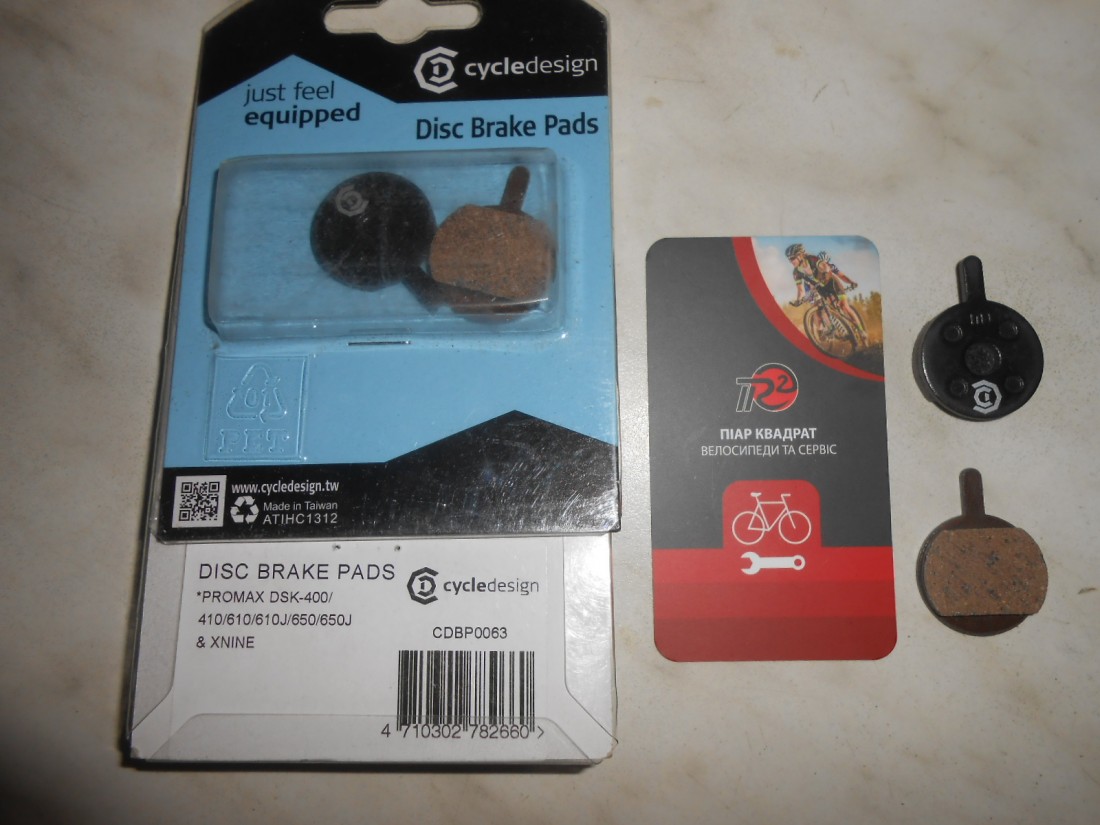 cycledesign
just feel
equipped
Disc Brake Pads
PET
www.cycledesign.tw
Made in Taiwan
ATIHC1312
DISC BRAKE PADS
cycledesign
*PROMAX DSK-400/
410/610/610J/650/650J
& XNINE
CDBP0063
4 710302 782660 >
ПІАР КВАДРАТ
ВЕЛОСИПЕДИ ТА СЕРВІС